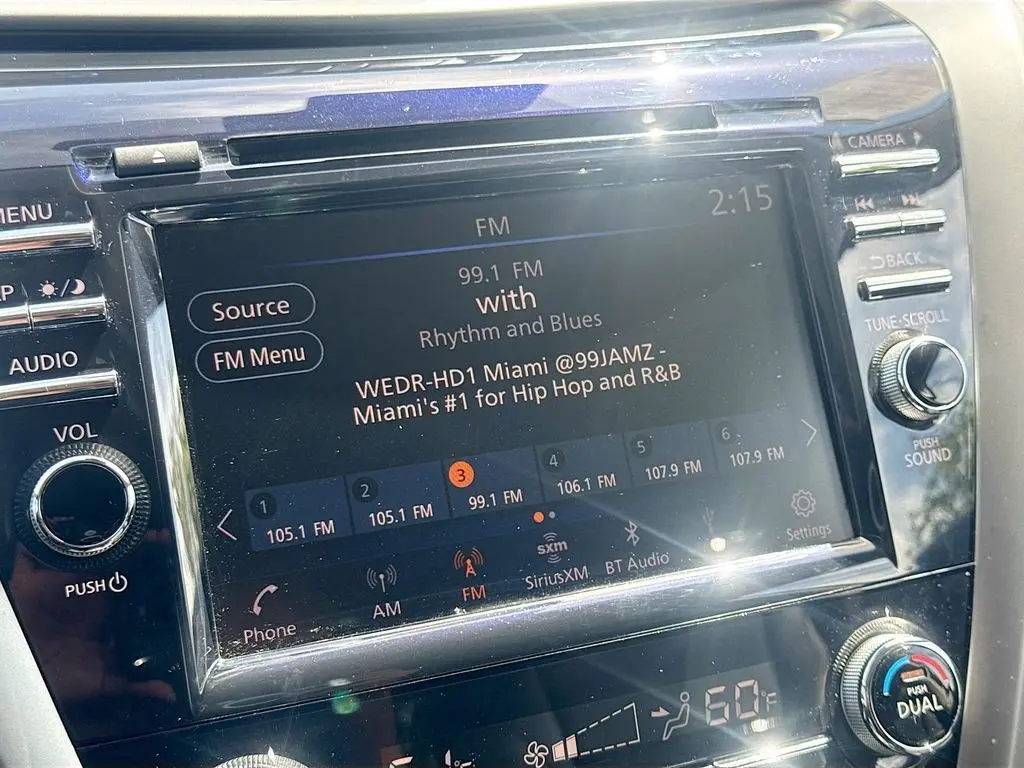 CAMERA
MENU
FM
2:15
99.1 FM
with
Rhythm and Blues
Source
FM Menu
WEDR-HD1 Miami @99JAMZ -
Miami's #1 for Hip Hop and R&B
BACK
TUNE·SCROLL
PUSH
SOUND
AUDIO
VOL
PUSH
1
105.1 FM
2
105.1 FM
3
99.1 FM
4
106.1 FM
5
107.9 FM
6
107.9 FM
Phone
AM
FM
sxm
SiriusXM
BT Audio
Settings
60°F
PUSH
DUAL